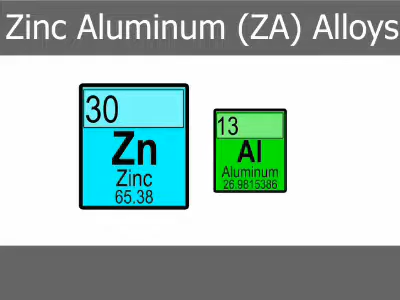 Zinc Aluminum (ZA) Alloys
30
Zn
Zinc
65.38
13
Al
Aluminum
26.9815386